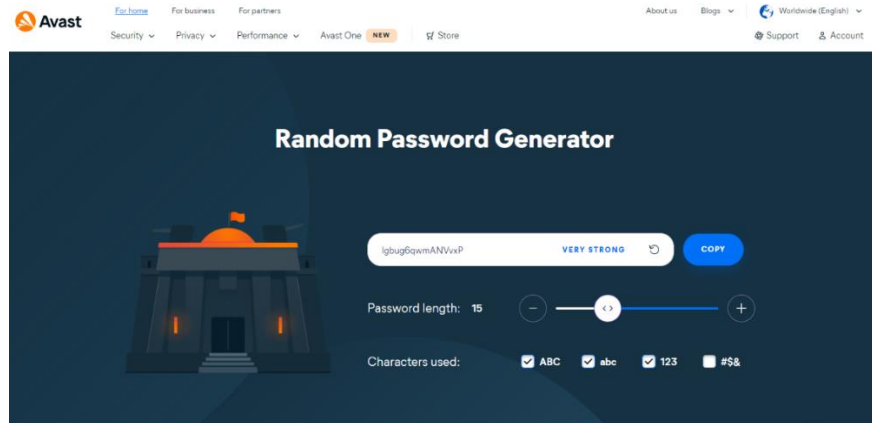 Avast
For home For business For partners
About us Blogs Worldwide (English)
Security Privacy Performance Avast One NEW Store
Support Account
Random Password Generator
VERY STRONG COPY
Password length: 15
Characters used: ABC abc 123 #$&